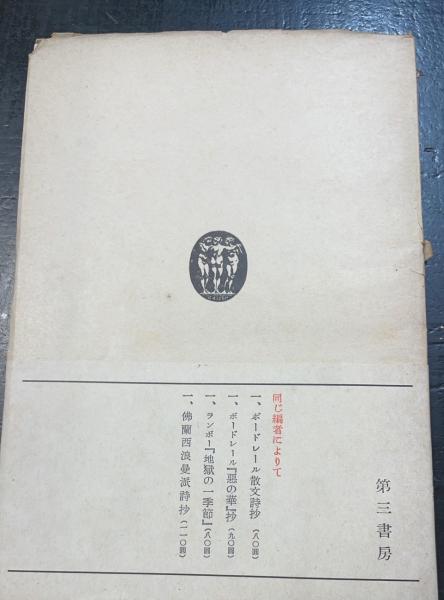 第三書房
同じ編者によりて
一、ボードレール散文詩抄（八〇圓）
一、ボードレール『惡の華』抄（九〇圓）
一、ランボー『地獄の一季節』（八〇圓）
一、佛蘭西浪曼派詩抄（一一〇圓）